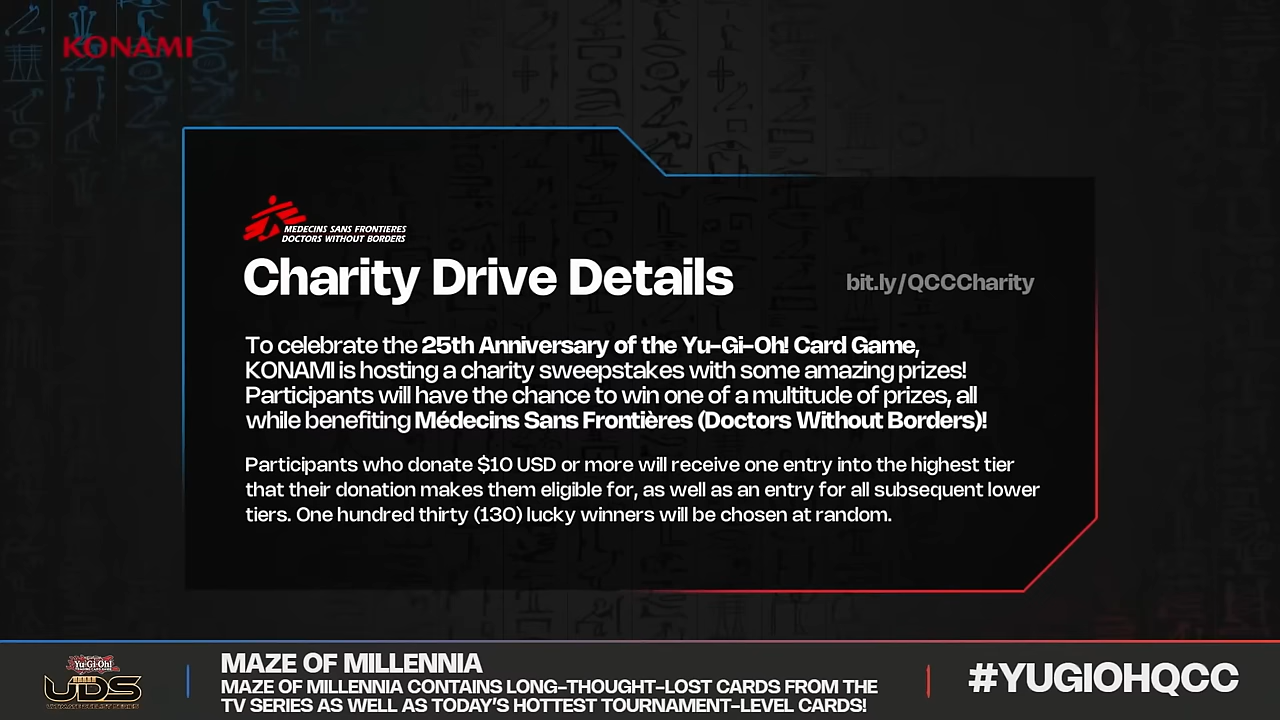 KONAMI
MEDECINS SANS FRONTIERES
DOCTORS WITHOUT BORDERS
Charity Drive Details
bit.ly/QCCCharity
To celebrate the 25th Anniversary of the Yu-Gi-Oh! Card Game,
KONAMI is hosting a charity sweepstakes with some amazing prizes!
Participants will have the chance to win one of a multitude of prizes, all
while benefiting Médecins Sans Frontières (Doctors Without Borders)!
Participants who donate $10 USD or more will receive one entry into the highest tier
that their donation makes them eligible for, as well as an entry for all subsequent lower
tiers. One hundred thirty (130) lucky winners will be chosen at random.
Yu-Gi-Oh!
TRADING CARD GAME
UDS
ULTIMATE DUELIST SERIES
MAZE OF MILLENNIA
MAZE OF MILLENNIA CONTAINS LONG-THOUGHT-LOST CARDS FROM THE
TV SERIES AS WELL AS TODAY'S HOTTEST TOURNAMENT-LEVEL CARDS!
#YUGIOHQCC